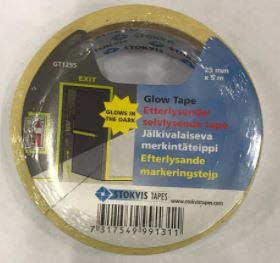 GT1255
25 mm
x 5 m
EXIT
GLOWS IN
THE DARK
Glow Tape
Etterlysende/
selvlysende tape
Jälkivalaiseva
merkintäteippi
Efterlysande
markeringstejp
STOKVIS TAPES
www.stokvistapes.com
7 317549 991311